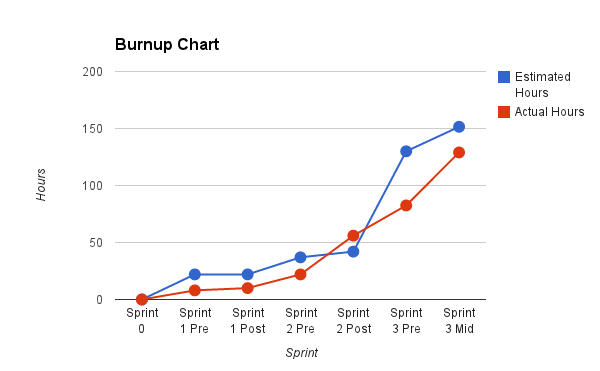 Burnup Chart
200
150
100
50
0
Hours
Estimated
Hours
Actual Hours
Sprint Sprint Sprint Sprint Sprint Sprint Sprint
0 1 Pre 1 Post 2 Pre 2 Post 3 Pre 3 Mid
Sprint